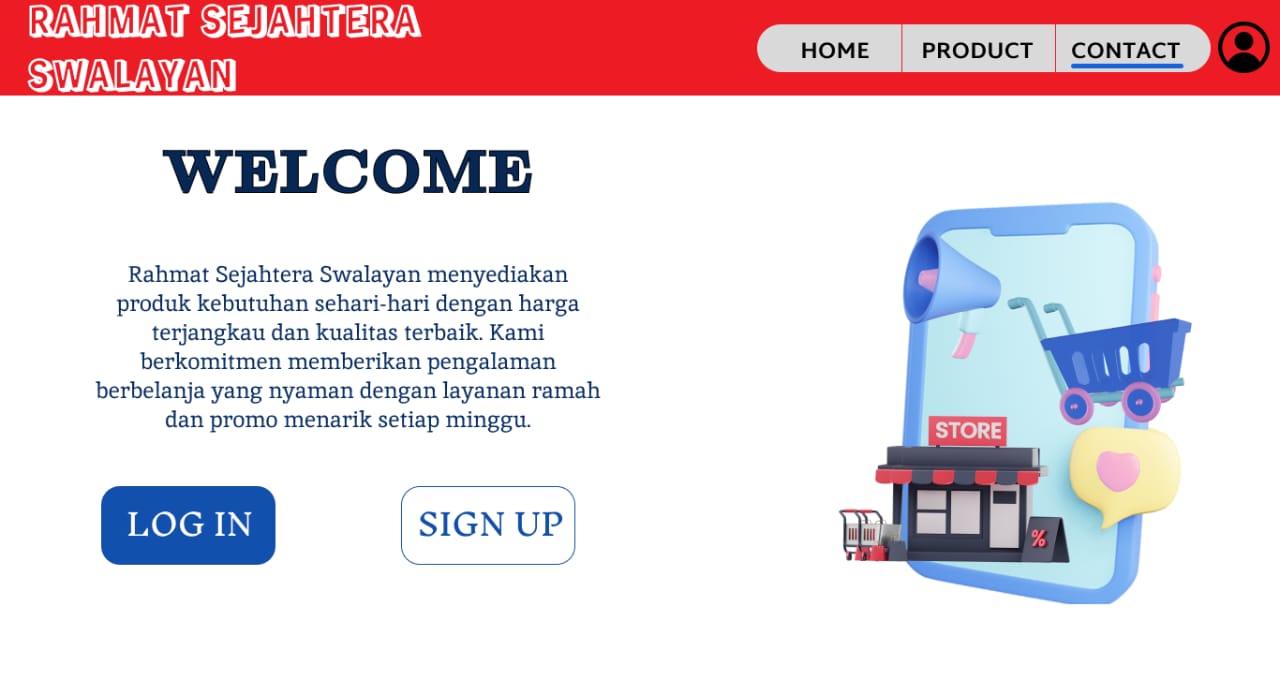 RAHMAT SEJAHTERA
SWALAYAN
HOME
PRODUCT
CONTACT
WELCOME
Rahmat Sejahtera Swalayan menyediakan
produk kebutuhan sehari-hari dengan harga
terjangkau dan kualitas terbaik. Kami
berkomitmen memberikan pengalaman
berbelanja yang nyaman dengan layanan ramah
dan promo menarik setiap minggu.
LOG IN
SIGN UP
STORE
%